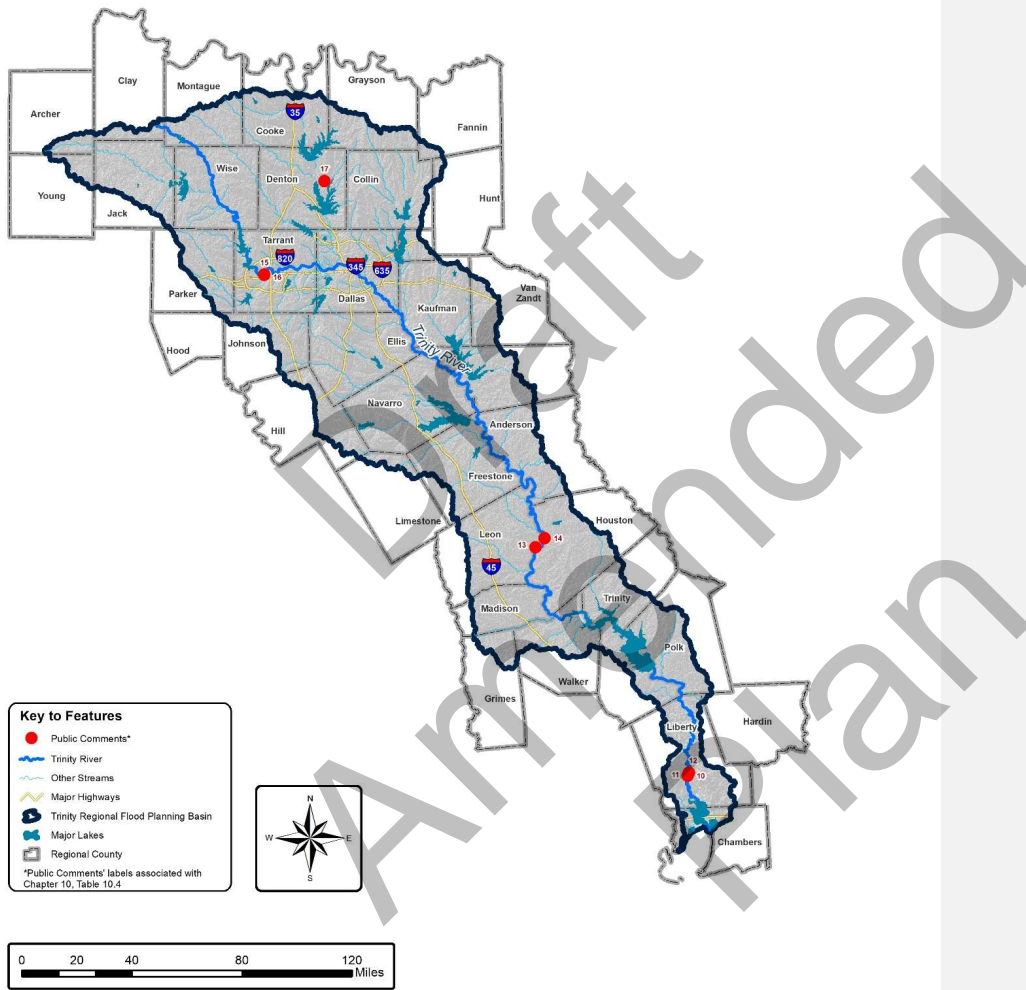 Clay
Montague
Grayson
Archer
35
Cooke
Fannin
Wise
17
Denton
Collin
Young
Jack
Hunt
Tarrant
820
15
345
635
16
Parker
Dallas
Kaufman
Van
Zandt
Trinity River
Hood
Johnson
Ellis
Navarro
Hill
Anderson
Freestone
Limestone
Leon
Houston
13
14
45
Madison
Trinity
Polk
Walker
Grimes
Liberty
Hardin
12
11
10
Chambers
Draft
Amended
Plan
Key to Features
Public Comments*
Trinity River
Other Streams
Major Highways
Trinity Regional Flood Planning Basin
Major Lakes
Regional County
*Public Comments' labels associated with
Chapter 10, Table 10.4
N
W E
S
0 20 40 80 120
Miles